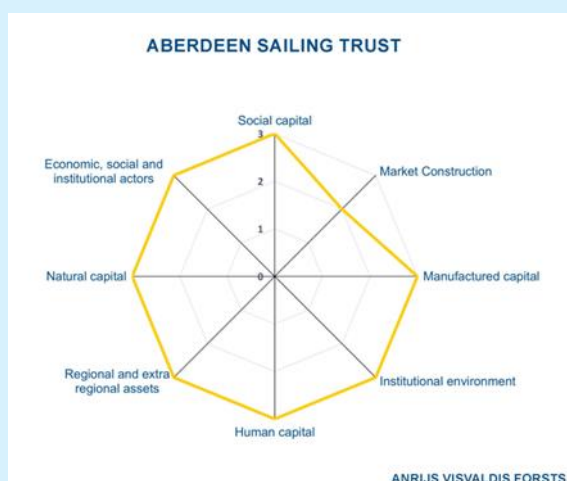 ABERDEEN SAILING TRUST
Social capital
3
Economic, social and
institutional actors
Market Construction
2
1
Natural capital
0
Manufactured capital
Regional and extra
regional assets
Institutional environment
Human capital
ANRIJS VISVALDIS FORSTS